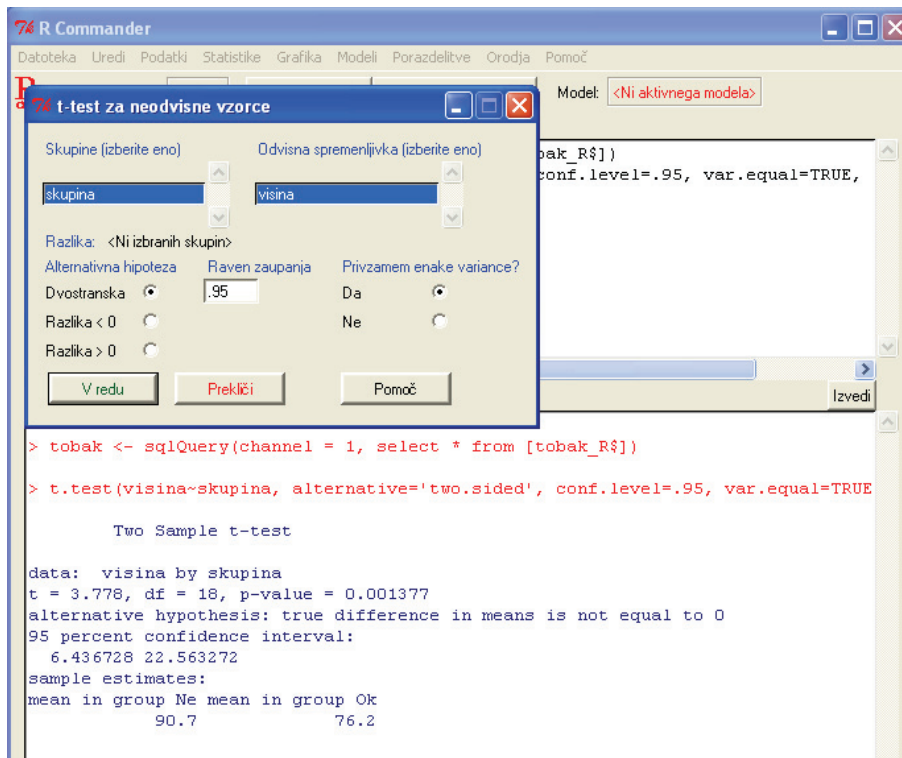 R Commander
Datoteka Uredi Podatki Statistike Grafika Modeli Porazdelitve Orodja Pomoč
Model: <Ni aktivnega modela>
t-test za neodvisne vzorce
Skupine (izberite eno) Odvisna spremenljivka (izberite eno)
skupina visina
Razlika: <Ni izbranih skupin>
Alternativna hipoteza Raven zaupanja Privzamem enake variance?
Dvostranska .95 Da
Razlika < 0 Ne
Razlika > 0
V redu Prekliči Pomoč
bak_R$])
conf.level=.95, var.equal=TRUE,
Izvedi
> tobak <- sqlQuery(channel = 1, select * from [tobak_R$])
> t.test(visina~skupina, alternative='two.sided', conf.level=.95, var.equal=TRUE
Two Sample t-test
data: visina by skupina
t = 3.778, df = 18, p-value = 0.001377
alternative hypothesis: true difference in means is not equal to 0
95 percent confidence interval:
6.436728 22.563272
sample estimates:
mean in group Ne mean in group Ok
90.7 76.2